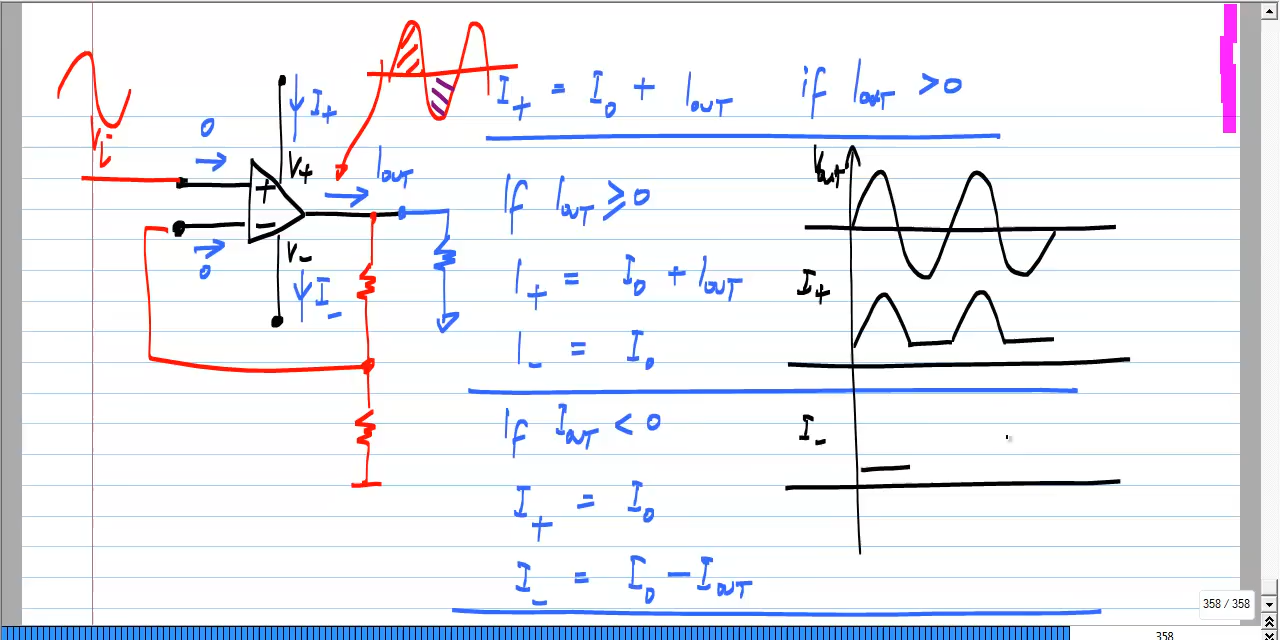 I+ = I0 + IOUT if IOUT > 0
Vi
0
I+
V+
IOUT
+
−
0
V−
I−
If IOUT ≥ 0
I+ = I0 + IOUT
I− = I0
If IOUT < 0
I+ = I0
I− = I0 − IOUT
Vout
I+
I−
358 / 358
358